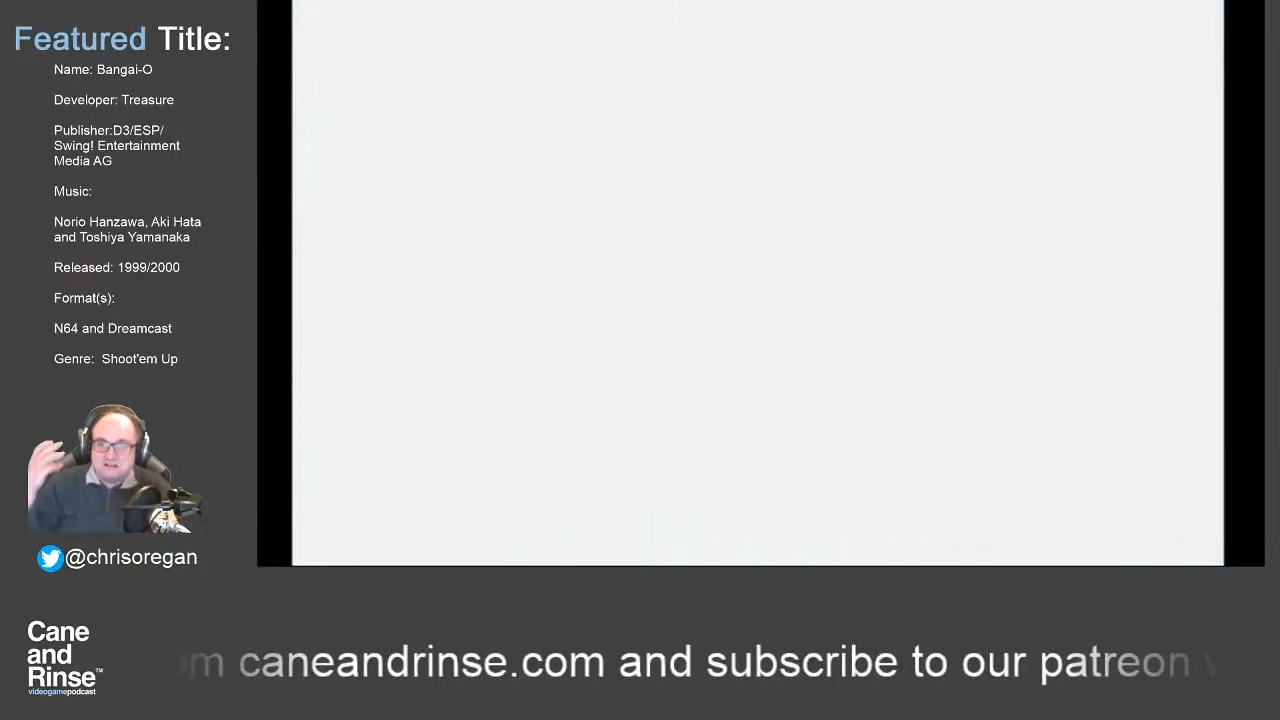 Featured Title:
Name: Bangai-O
Developer: Treasure
Publisher:D3/ESP/
Swing! Entertainment
Media AG
Music:
Norio Hanzawa, Aki Hata
and Toshiya Yamanaka
Released: 1999/2000
Format(s):
N64 and Dreamcast
Genre:  Shoot'em Up
@chrisoregan
Cane
and
Rinse™
videogamepodcast
caneandrinse.com and subscribe to our patreon